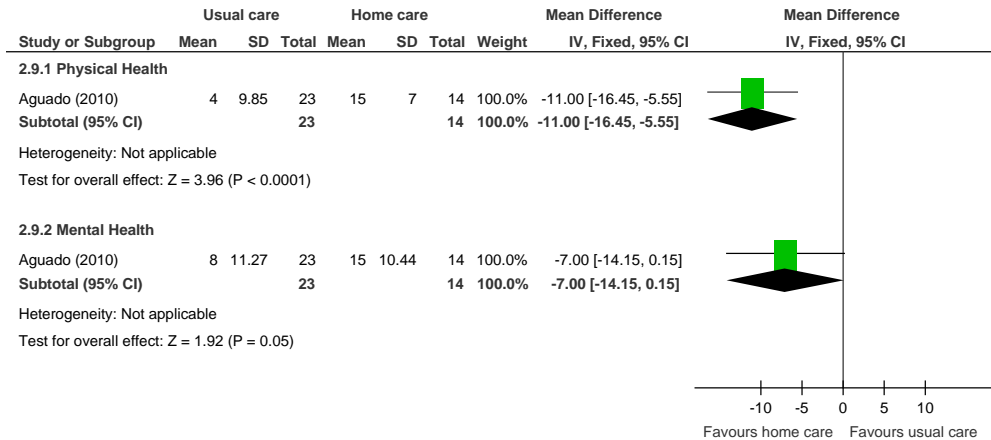 Usual care Home care Mean Difference Mean Difference
Study or Subgroup Mean SD Total Mean SD Total Weight IV, Fixed, 95% CI IV, Fixed, 95% CI
2.9.1 Physical Health
Aguado (2010) 4 9.85 23 15 7 14 100.0% -11.00 [-16.45, -5.55]
Subtotal (95% CI) 23 14 100.0% -11.00 [-16.45, -5.55]
Heterogeneity: Not applicable
Test for overall effect: Z = 3.96 (P < 0.0001)
2.9.2 Mental Health
Aguado (2010) 8 11.27 23 15 10.44 14 100.0% -7.00 [-14.15, 0.15]
Subtotal (95% CI) 23 14 100.0% -7.00 [-14.15, 0.15]
Heterogeneity: Not applicable
Test for overall effect: Z = 1.92 (P = 0.05)
-10 -5 0 5 10
Favours home care Favours usual care